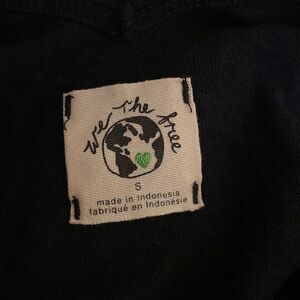 We The Free
S
made in Indonesia
fabriqué en Indonésie